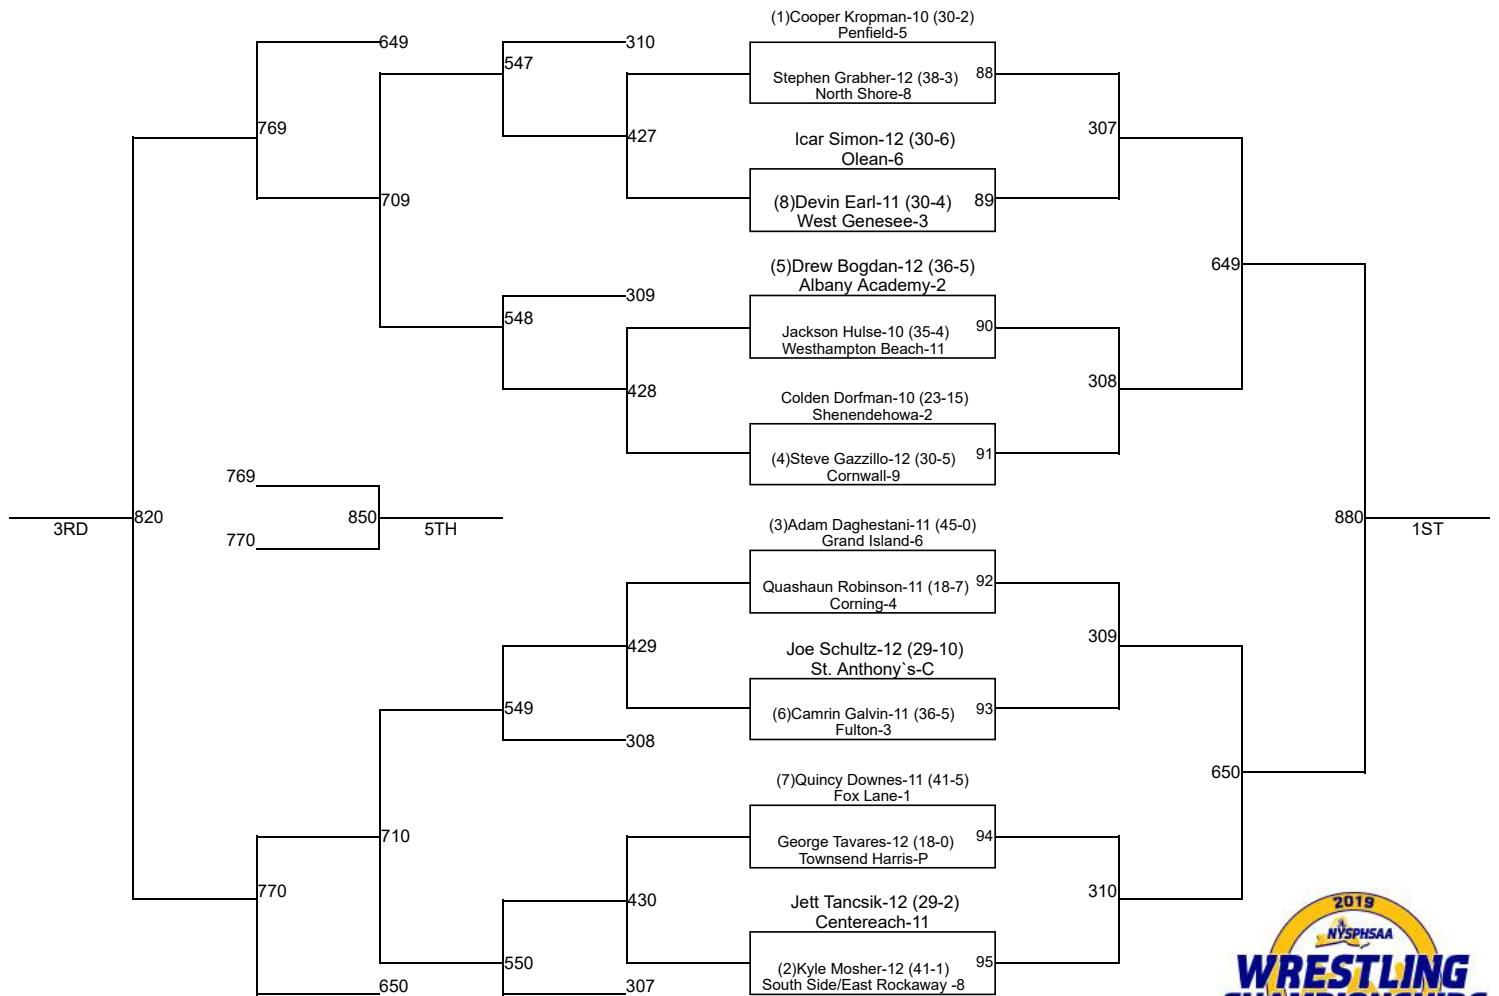 (1)Cooper Kropman-10 (30-2)
Penfield-5
649
310
547
Stephen Grabher-12 (38-3)
88
North Shore-8
769
427
307
Icar Simon-12 (30-6)
Olean-6
709
(8)Devin Earl-11 (30-4)
89
West Genesee-3
649
(5)Drew Bogdan-12 (36-5)
Albany Academy-2
309
548
Jackson Hulse-10 (35-4)
90
Westhampton Beach-11
428
308
Colden Dorfman-10 (23-15)
Shenendehowa-2
(4)Steve Gazzillo-12 (30-5)
91
Cornwall-9
769
3RD
820
850
5TH
880
1ST
770
(3)Adam Daghestani-11 (45-0)
Grand Island-6
Quashaun Robinson-11 (18-7)
92
Corning-4
429
309
Joe Schultz-12 (29-10)
St. Anthony`s-C
549
(6)Camrin Galvin-11 (36-5)
93
Fulton-3
308
650
(7)Quincy Downes-11 (41-5)
Fox Lane-1
710
George Tavares-12 (18-0)
94
Townsend Harris-P
770
430
310
Jett Tancsik-12 (29-2)
Centereach-11
550
(2)Kyle Mosher-12 (41-1)
95
South Side/East Rockaway -8
650
307
2019
NYSPHSAA
WRESTLING
CHAMPIONSHIPS